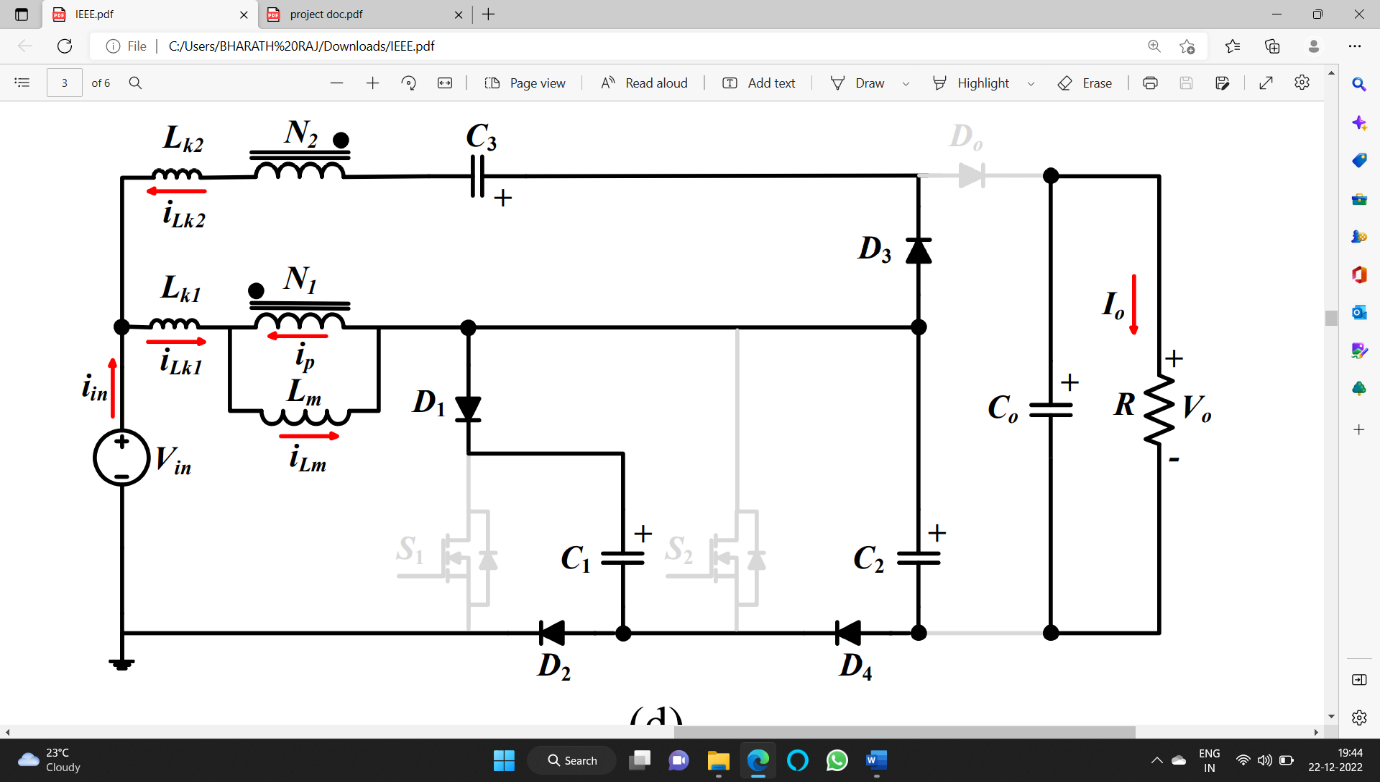 IEEE.pdf
project doc.pdf
File
C:/Users/BHARATH%20RAJ/Downloads/IEEE.pdf
3 of 6
Page view
Read aloud
Add text
Draw
Highlight
Erase
Lk2
N2
C3
+
Do
iLk2
D3
Lk1
N1
Io
iLk1
ip
iin
Lm
D1
+
+
Co
R
Vo
+
-
Vin
iLm
-
S1
C1
+
S2
C2
+
D2
D4
(d)
23°C
Cloudy
Search
ENG
IN
19:44
22-12-2022